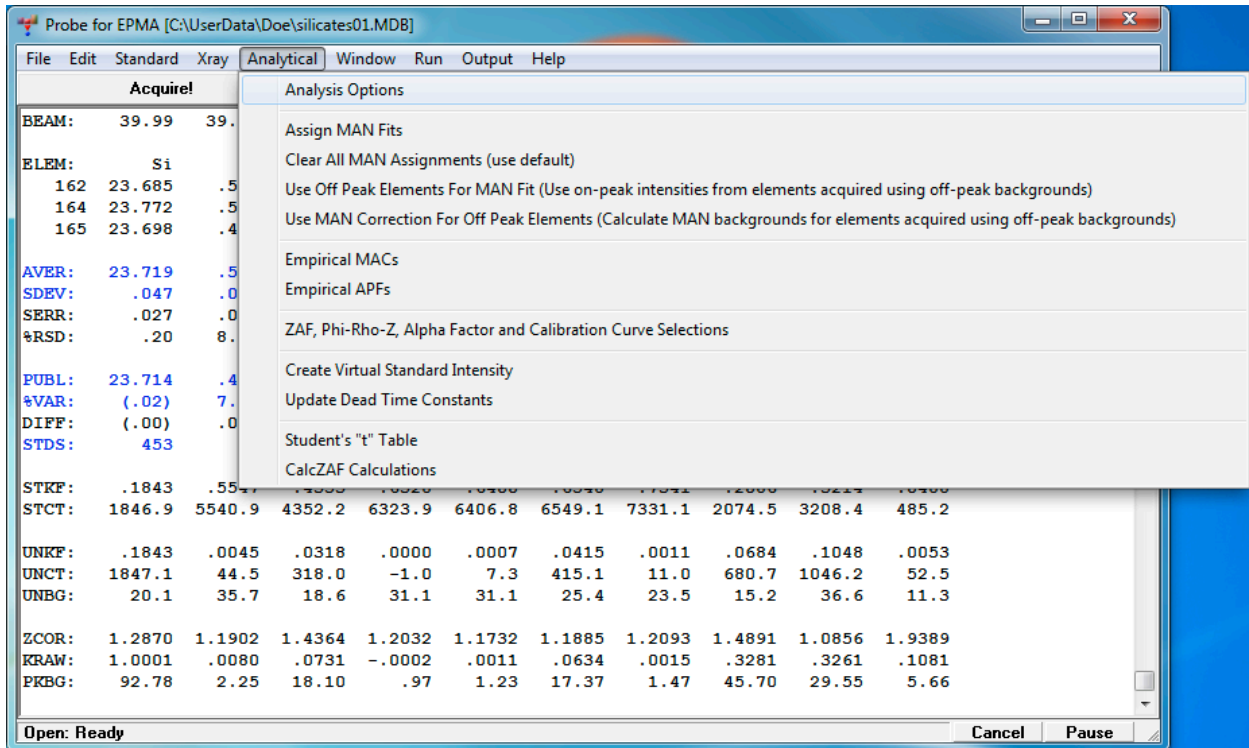 Probe for EPMA [C:\UserData\Doe\silicates01.MDB]
File Edit Standard Xray Analytical Window Run Output Help
Acquire!
Analysis Options
Assign MAN Fits
Clear All MAN Assignments (use default)
Use Off Peak Elements For MAN Fit (Use on-peak intensities from elements acquired using off-peak backgrounds)
Use MAN Correction For Off Peak Elements (Calculate MAN backgrounds for elements acquired using off-peak backgrounds)
Empirical MACs
Empirical APFs
ZAF, Phi-Rho-Z, Alpha Factor and Calibration Curve Selections
Create Virtual Standard Intensity
Update Dead Time Constants
Student's "t" Table
CalcZAF Calculations
BEAM: 39.99 39.
ELEM: Si
162 23.685 .5
164 23.772 .5
165 23.698 .4
AVER: 23.719 .5
SDEV: .047 .0
SERR: .027 .0
%RSD: .20 8.
PUBL: 23.714 .4
%VAR: (.02) 7.
DIFF: (.00) .0
STDS: 453
STKF: .1843
STCT: 1846.9 5540.9 4352.2 6323.9 6406.8 6549.1 7331.1 2074.5 3208.4 485.2
UNKF: .1843 .0045 .0318 .0000 .0007 .0415 .0011 .0684 .1048 .0053
UNCT: 1847.1 44.5 318.0 -1.0 7.3 415.1 11.0 680.7 1046.2 52.5
UNBG: 20.1 35.7 18.6 31.1 31.1 25.4 23.5 15.2 36.6 11.3
ZCOR: 1.2870 1.1902 1.4364 1.2032 1.1732 1.1885 1.2093 1.4891 1.0856 1.9389
KRAW: 1.0001 .0080 .0731 -.0002 .0011 .0634 .0015 .3281 .3261 .1081
PKBG: 92.78 2.25 18.10 .97 1.23 17.37 1.47 45.70 29.55 5.66
Open: Ready
Cancel Pause